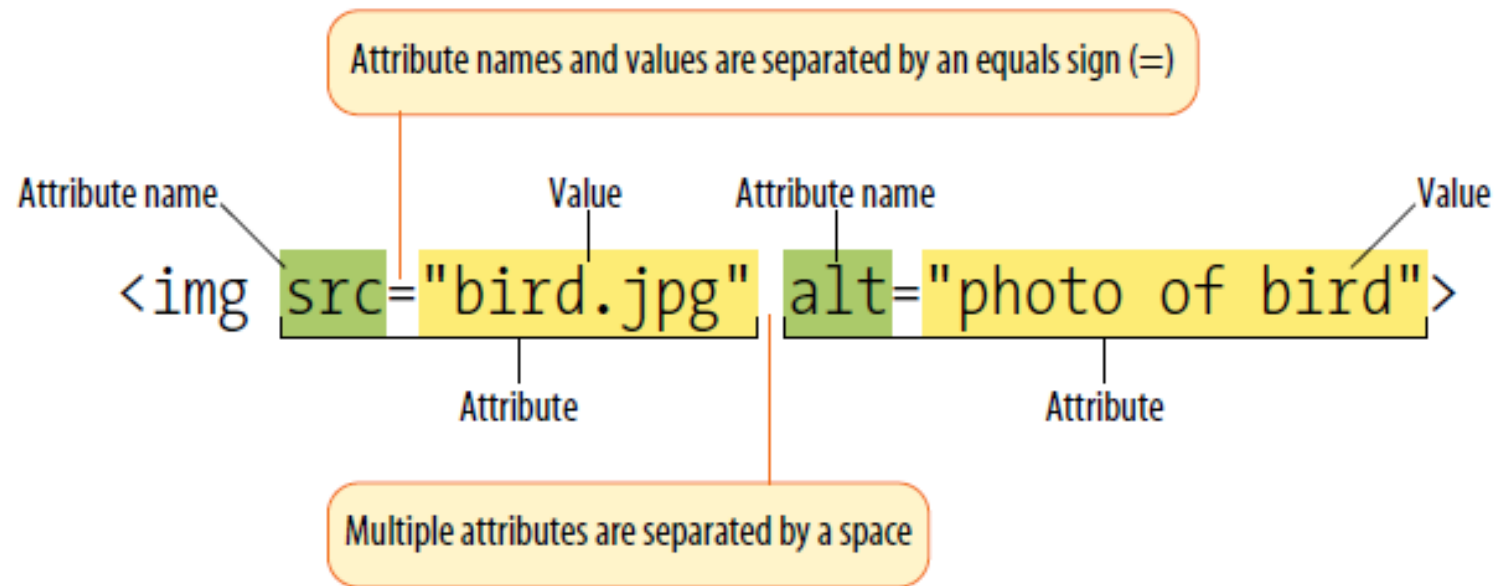 Attribute names and values are separated by an equals sign (=)
Attribute name Value Attribute name Value
<img src="bird.jpg" alt="photo of bird">
Attribute Attribute
Multiple attributes are separated by a space